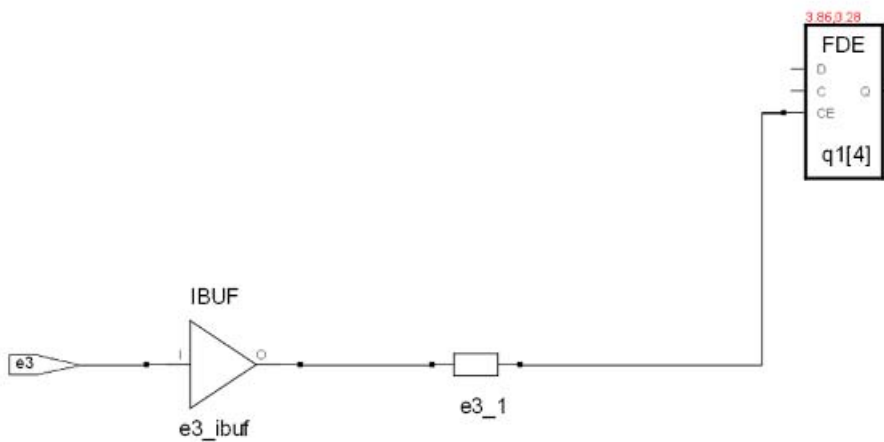 3.86,0.28
FDE
D
C Q
CE
q1[4]
IBUF
e3
I
O
e3_ibuf
e3_1